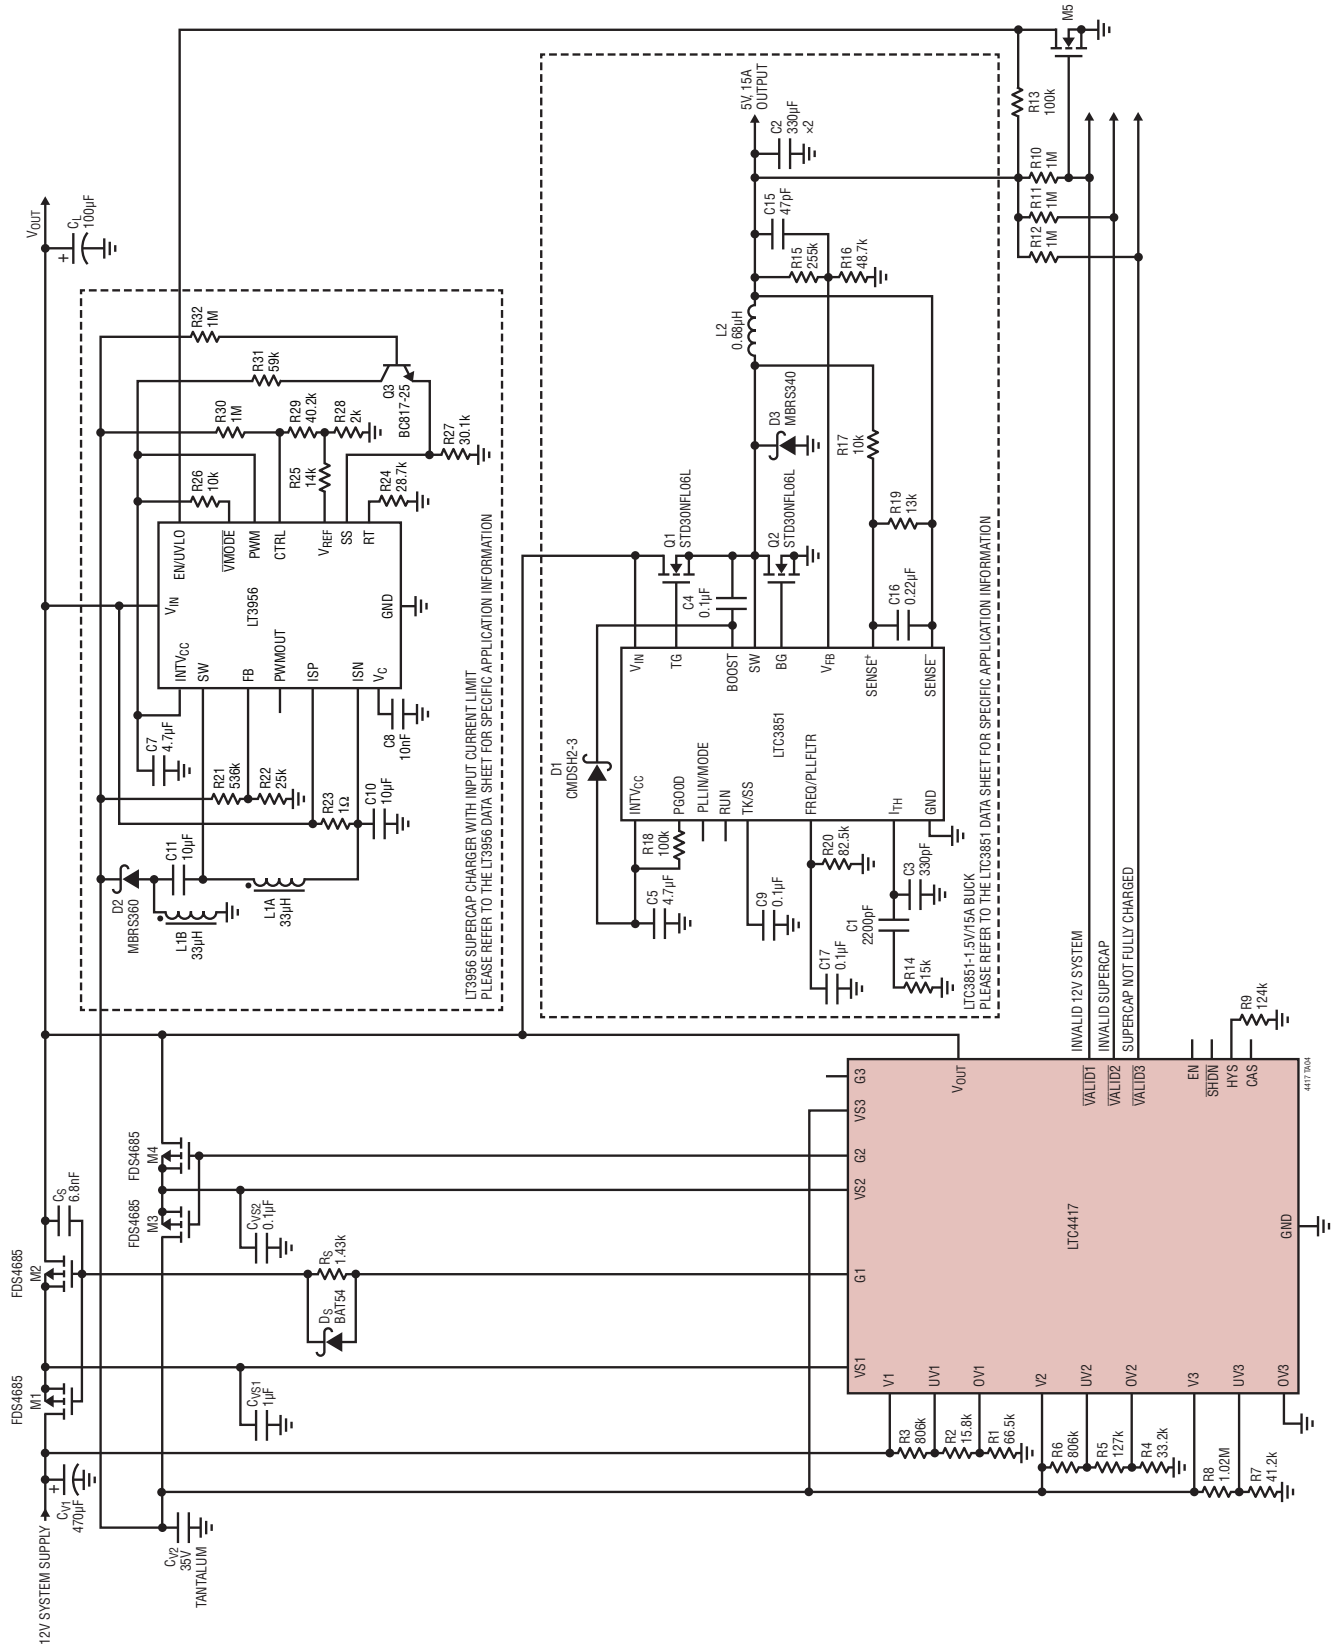 12V SYSTEM SUPPLY
CV1
470µF
+
CV2
35V
TANTALUM
FDS4685
M1
FDS4685
M2
CS
6.8nF
FDS4685
M3
FDS4685
M4
CVS1
1µF
CVS2
0.1µF
DS
BAT54
RS
1.43k
VOUT
+
CL
100µF
D2
MBRS360
L1B
33µH
C11
10µF
L1A
33µH
C7
4.7µF
R21
536k
R22
25k
R23
1Ω
C10
10µF
C8
10nF
INTVCC
SW
FB
PWMOUT
ISP
ISN
VC
VIN
LT3956
GND
EN/UVLO
VMODE
PWM
CTRL
VREF
SS
RT
R26
10k
R25
14k
R24
28.7k
R30
1M
R29
40.2k
R28
2k
R27
30.1k
R31
59k
R32
1M
Q3
BC817-25
LT3956 SUPERCAP CHARGER WITH INPUT CURRENT LIMIT
PLEASE REFER TO THE LT3956 DATA SHEET FOR SPECIFIC APPLICATION INFORMATION
D1
CMDSH2-3
C5
4.7µF
R18
100k
C9
0.1µF
C17
0.1µF
R20
82.5k
C1
2200pF
C3
330pF
R14
15k
INTVCC
PGOOD
PLLIN/MODE
RUN
TK/SS
FREQ/PLLFLTR
ITH
GND
LTC3851
VIN
TG
BOOST
SW
BG
VFB
SENSE+
SENSE–
C4
0.1µF
Q1
STD30NFL06L
Q2
STD30NFL06L
D3
MBRS340
C16
0.22µF
R19
13k
R17
10k
L2
0.68µH
R15
255k
R16
48.7k
C15
47pF
C2
330µF
×2
5V, 15A
OUTPUT
LTC3851-1.5V/15A BUCK
PLEASE REFER TO THE LTC3851 DATA SHEET FOR SPECIFIC APPLICATION INFORMATION
R13
100k
M5
R12
1M
R11
1M
R10
1M
INVALID 12V SYSTEM
INVALID SUPERCAP
SUPERCAP NOT FULLY CHARGED
VS1
G1
VS2
G2
VS3
G3
V1
UV1
OV1
V2
UV2
OV2
V3
UV3
OV3
LTC4417
GND
VOUT
VALID1
VALID2
VALID3
EN
SHDN
HYS
CAS
R9
124k
R3
806k
R2
15.8k
R1
66.5k
R6
806k
R5
127k
R4
33.2k
R8
1.02M
R7
41.2k
4417 TA04